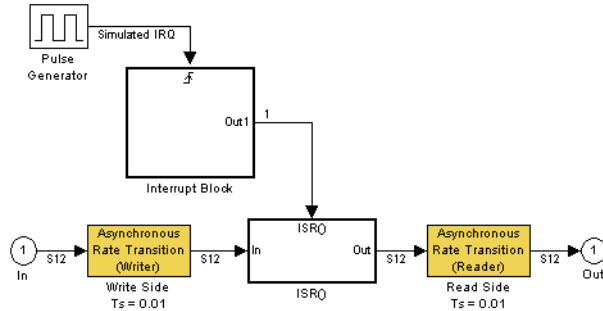 Simulated IRQ
Pulse
Generator
Out1
1
Interrupt Block
1
In
S12
Asynchronous
Rate Transition
(Writer)
Write Side
Ts = 0.01
S12
ISR()
In
Out
ISR()
S12
Asynchronous
Rate Transition
(Reader)
Read Side
Ts = 0.01
S12
1
Out